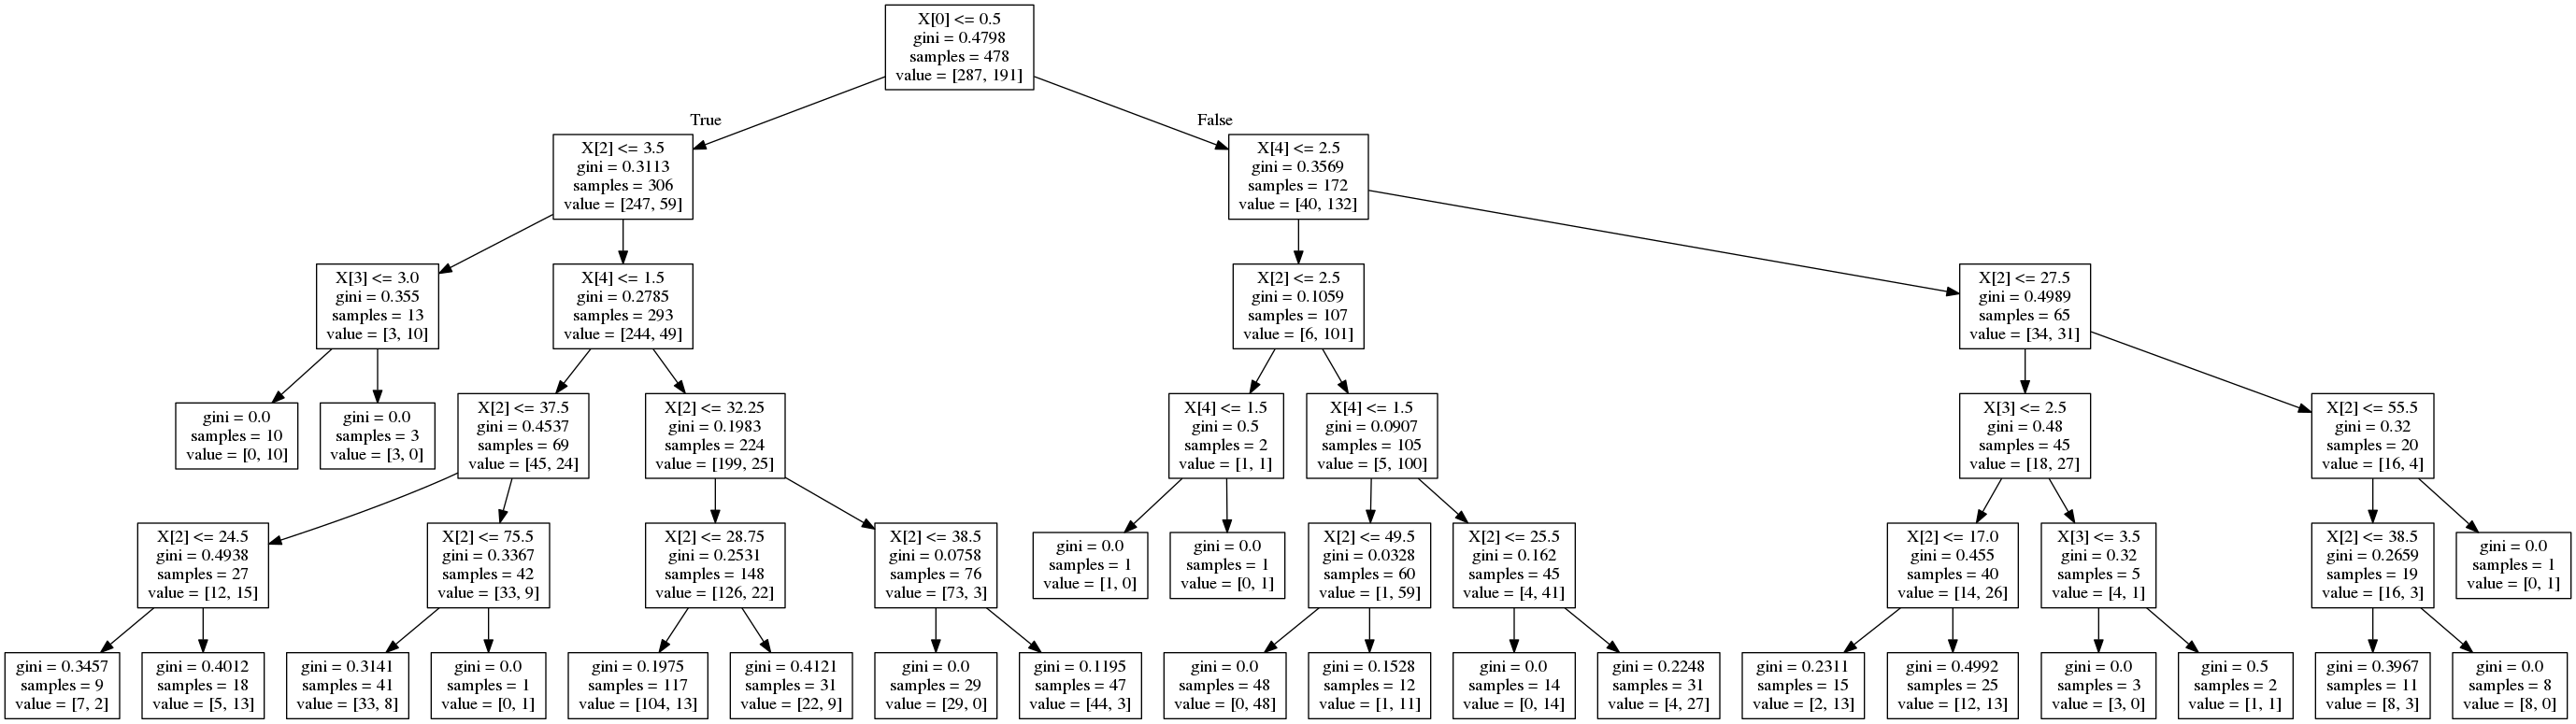 X[0] <= 0.5
gini = 0.4798
samples = 478
value = [287, 191]
True
False
X[2] <= 3.5
gini = 0.3113
samples = 306
value = [247, 59]
X[4] <= 2.5
gini = 0.3569
samples = 172
value = [40, 132]
X[3] <= 3.0
gini = 0.355
samples = 13
value = [3, 10]
X[4] <= 1.5
gini = 0.2785
samples = 293
value = [244, 49]
X[2] <= 2.5
gini = 0.1059
samples = 107
value = [6, 101]
X[2] <= 27.5
gini = 0.4989
samples = 65
value = [34, 31]
gini = 0.0
samples = 10
value = [0, 10]
gini = 0.0
samples = 3
value = [3, 0]
X[2] <= 37.5
gini = 0.4537
samples = 69
value = [45, 24]
X[2] <= 32.25
gini = 0.1983
samples = 224
value = [199, 25]
X[4] <= 1.5
gini = 0.5
samples = 2
value = [1, 1]
X[4] <= 1.5
gini = 0.0907
samples = 105
value = [5, 100]
X[3] <= 2.5
gini = 0.48
samples = 45
value = [18, 27]
X[2] <= 55.5
gini = 0.32
samples = 20
value = [16, 4]
X[2] <= 24.5
gini = 0.4938
samples = 27
value = [12, 15]
X[2] <= 75.5
gini = 0.3367
samples = 42
value = [33, 9]
X[2] <= 28.75
gini = 0.2531
samples = 148
value = [126, 22]
X[2] <= 38.5
gini = 0.0758
samples = 76
value = [73, 3]
gini = 0.0
samples = 1
value = [1, 0]
gini = 0.0
samples = 1
value = [0, 1]
X[2] <= 49.5
gini = 0.0328
samples = 60
value = [1, 59]
X[2] <= 25.5
gini = 0.162
samples = 45
value = [4, 41]
X[2] <= 17.0
gini = 0.455
samples = 40
value = [14, 26]
X[3] <= 3.5
gini = 0.32
samples = 5
value = [4, 1]
X[2] <= 38.5
gini = 0.2659
samples = 19
value = [16, 3]
gini = 0.0
samples = 1
value = [0, 1]
gini = 0.3457
samples = 9
value = [7, 2]
gini = 0.4012
samples = 18
value = [5, 13]
gini = 0.3141
samples = 41
value = [33, 8]
gini = 0.0
samples = 1
value = [0, 1]
gini = 0.1975
samples = 117
value = [104, 13]
gini = 0.4121
samples = 31
value = [22, 9]
gini = 0.0
samples = 29
value = [29, 0]
gini = 0.1195
samples = 47
value = [44, 3]
gini = 0.0
samples = 48
value = [0, 48]
gini = 0.1528
samples = 12
value = [1, 11]
gini = 0.0
samples = 14
value = [0, 14]
gini = 0.2248
samples = 31
value = [4, 27]
gini = 0.2311
samples = 15
value = [2, 13]
gini = 0.4992
samples = 25
value = [12, 13]
gini = 0.0
samples = 3
value = [3, 0]
gini = 0.5
samples = 2
value = [1, 1]
gini = 0.3967
samples = 11
value = [8, 3]
gini = 0.0
samples = 8
value = [8, 0]